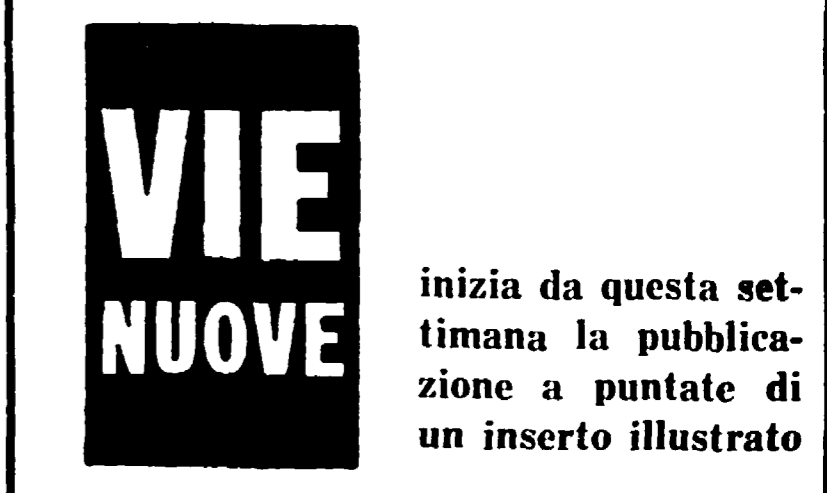 VIE
NUOVE
inizia da questa set-
timana la pubblica-
zione a puntate di
un inserto illustrato